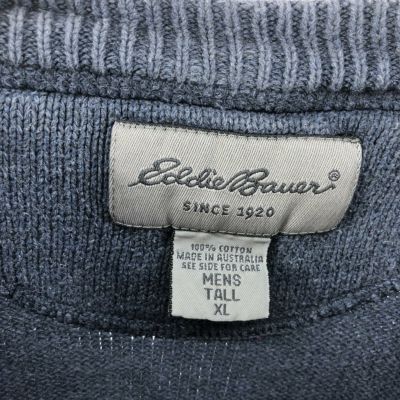 Eddie Bauer®
SINCE 1920
100% COTTON
MADE IN AUSTRALIA
SEE SIDE FOR CARE
MENS
TALL
XL